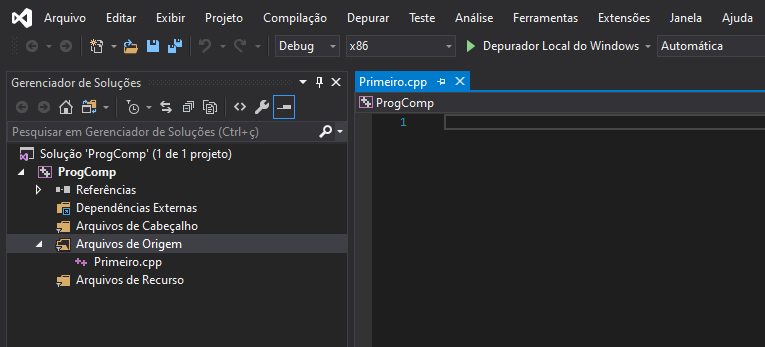 Arquivo Editar Exibir Projeto Compilação Depurar Teste Análise Ferramentas Extensões Janela Ajuda
Debug x86 Depurador Local do Windows Automática
Gerenciador de Soluções
Primeiro.cpp
ProgComp
Pesquisar em Gerenciador de Soluções (Ctrl+ç)
1
Solução 'ProgComp' (1 de 1 projeto)
ProgComp
Referências
Dependências Externas
Arquivos de Cabeçalho
Arquivos de Origem
Primeiro.cpp
Arquivos de Recurso